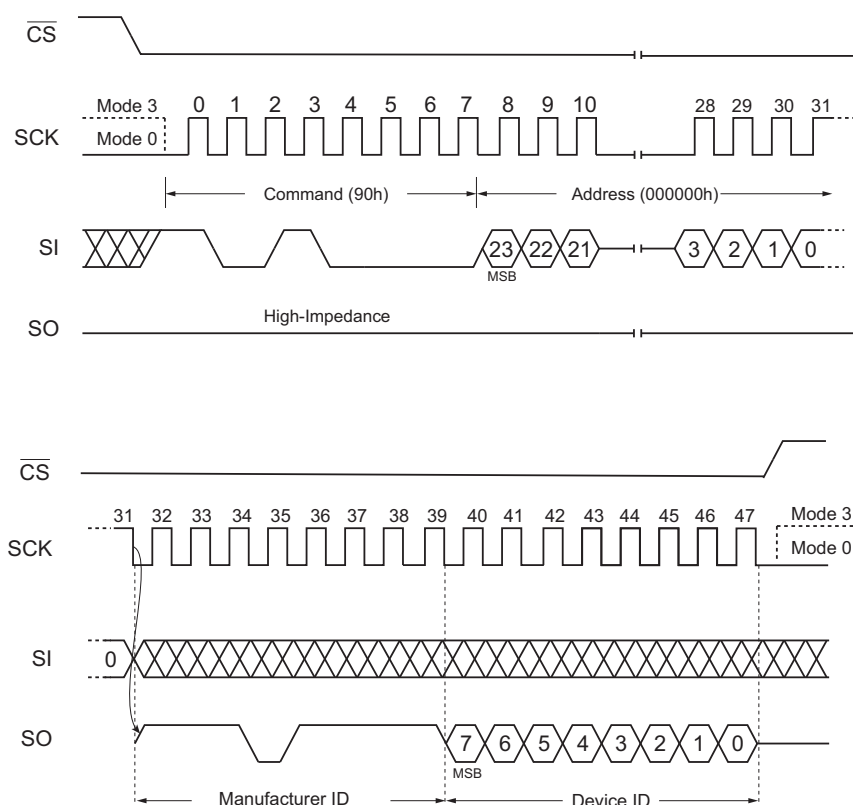 CS
Mode 3 0 1 2 3 4 5 6 7 8 9 10 28 29 30 31
SCK
Mode 0
Command (90h) Address (000000h)
SI 23 22 21 3 2 1 0
MSB
High-Impedance
SO
CS
31 32 33 34 35 36 37 38 39 40 41 42 43 44 45 46 47 Mode 3
SCK Mode 0
SI 0
SO 7 6 5 4 3 2 1 0
MSB
Manufacturer ID Device ID